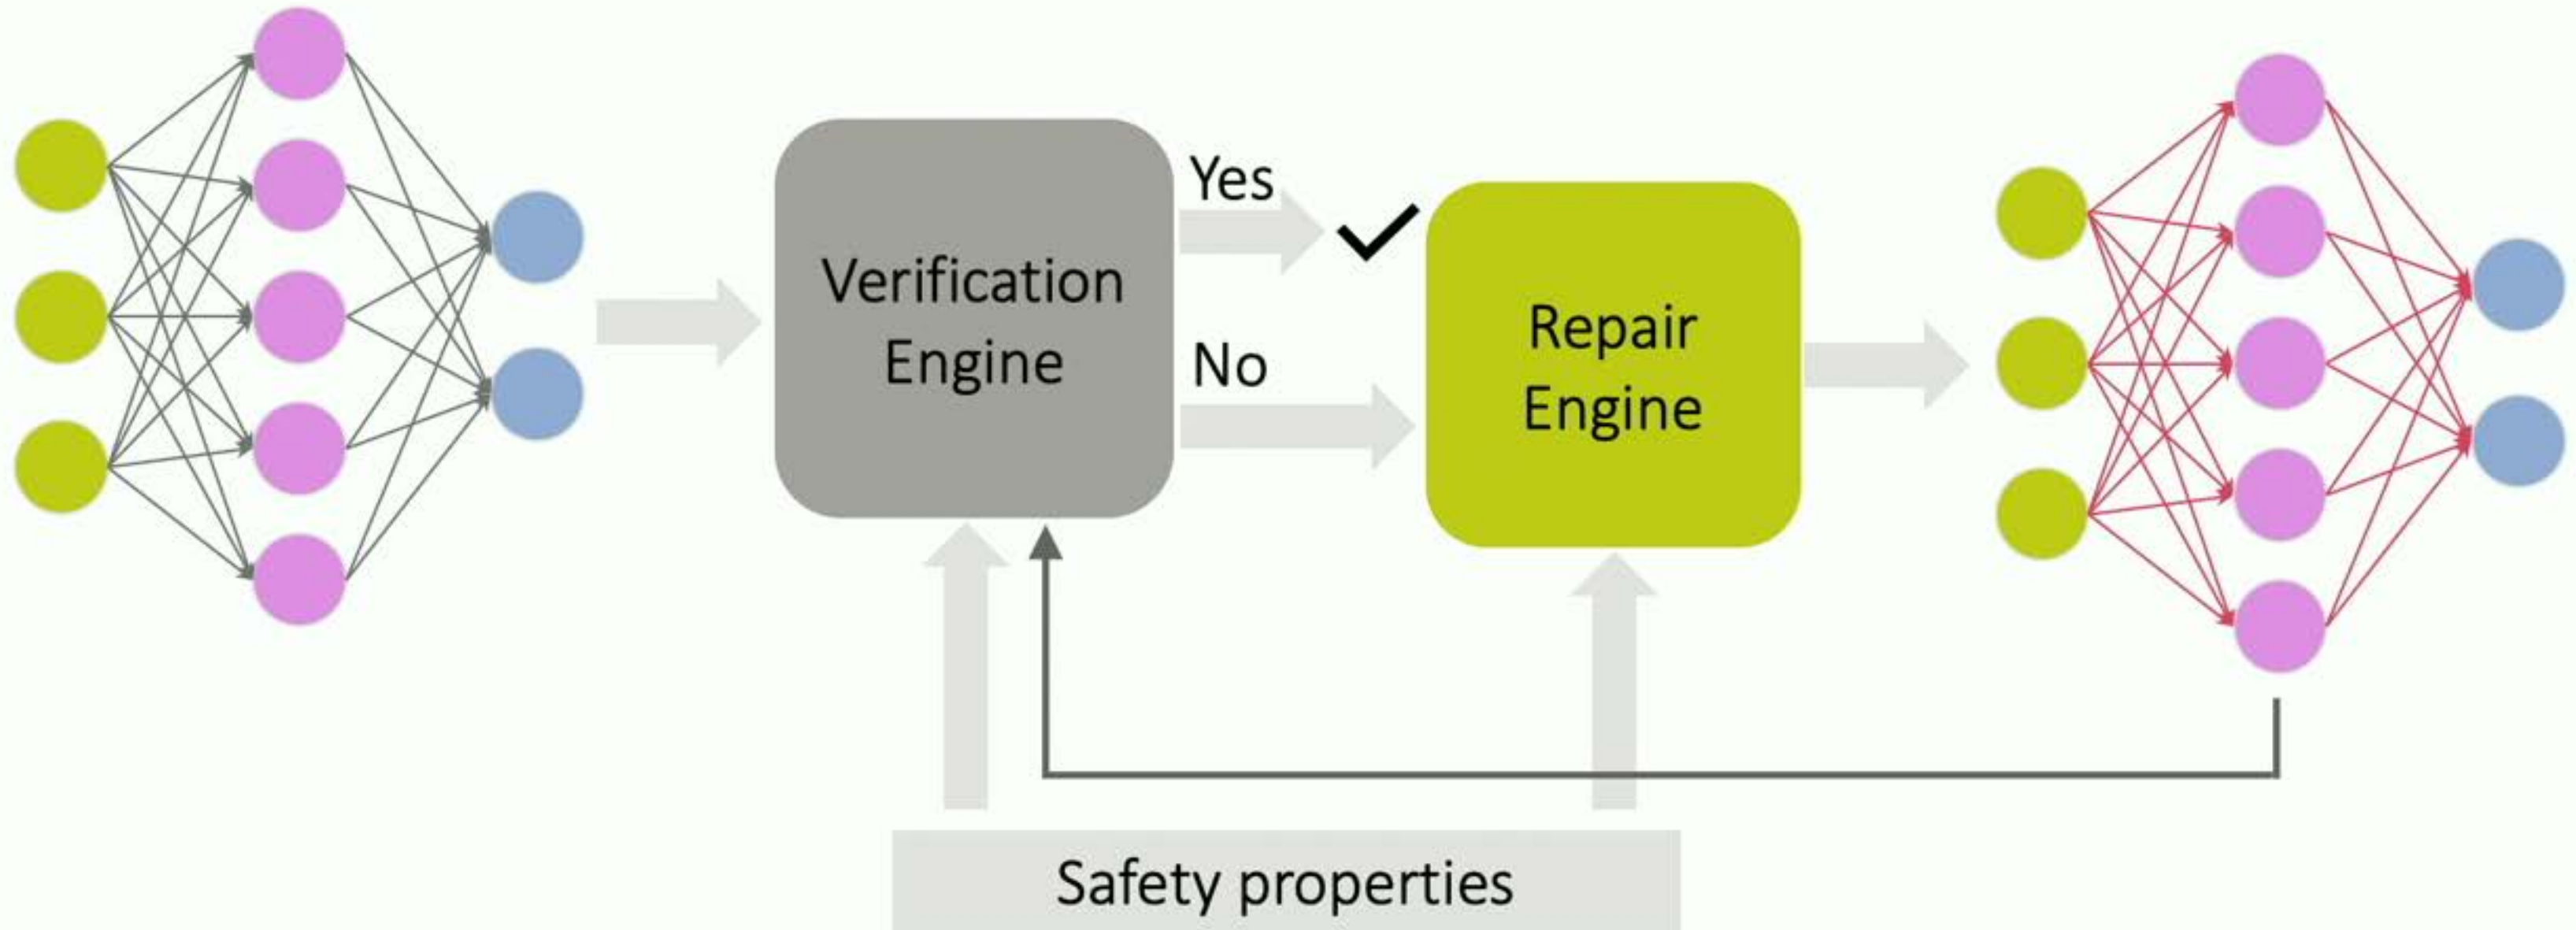 Yes
Verification
Engine
No
Repair
Engine
Safety properties